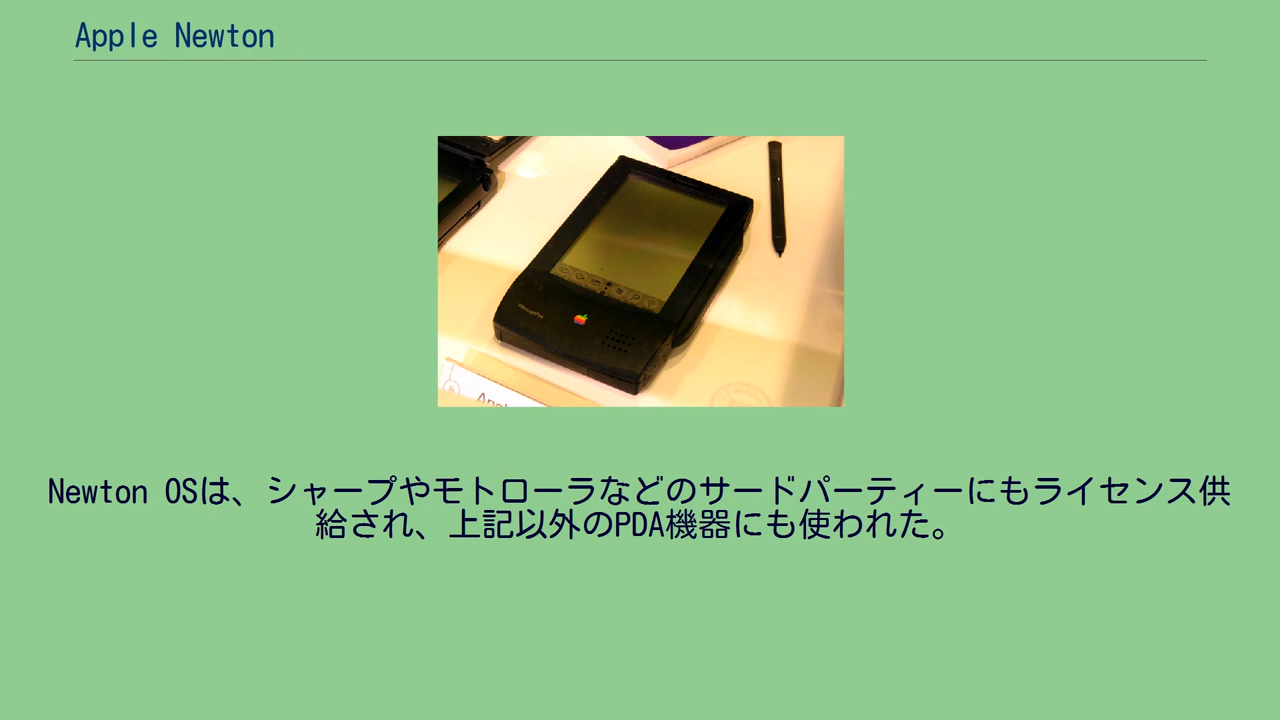 Apple Newton
MessagePad
Newton OSは、シャープやモトローラなどのサードパーティーにもライセンス供
給され、上記以外のPDA機器にも使われた。